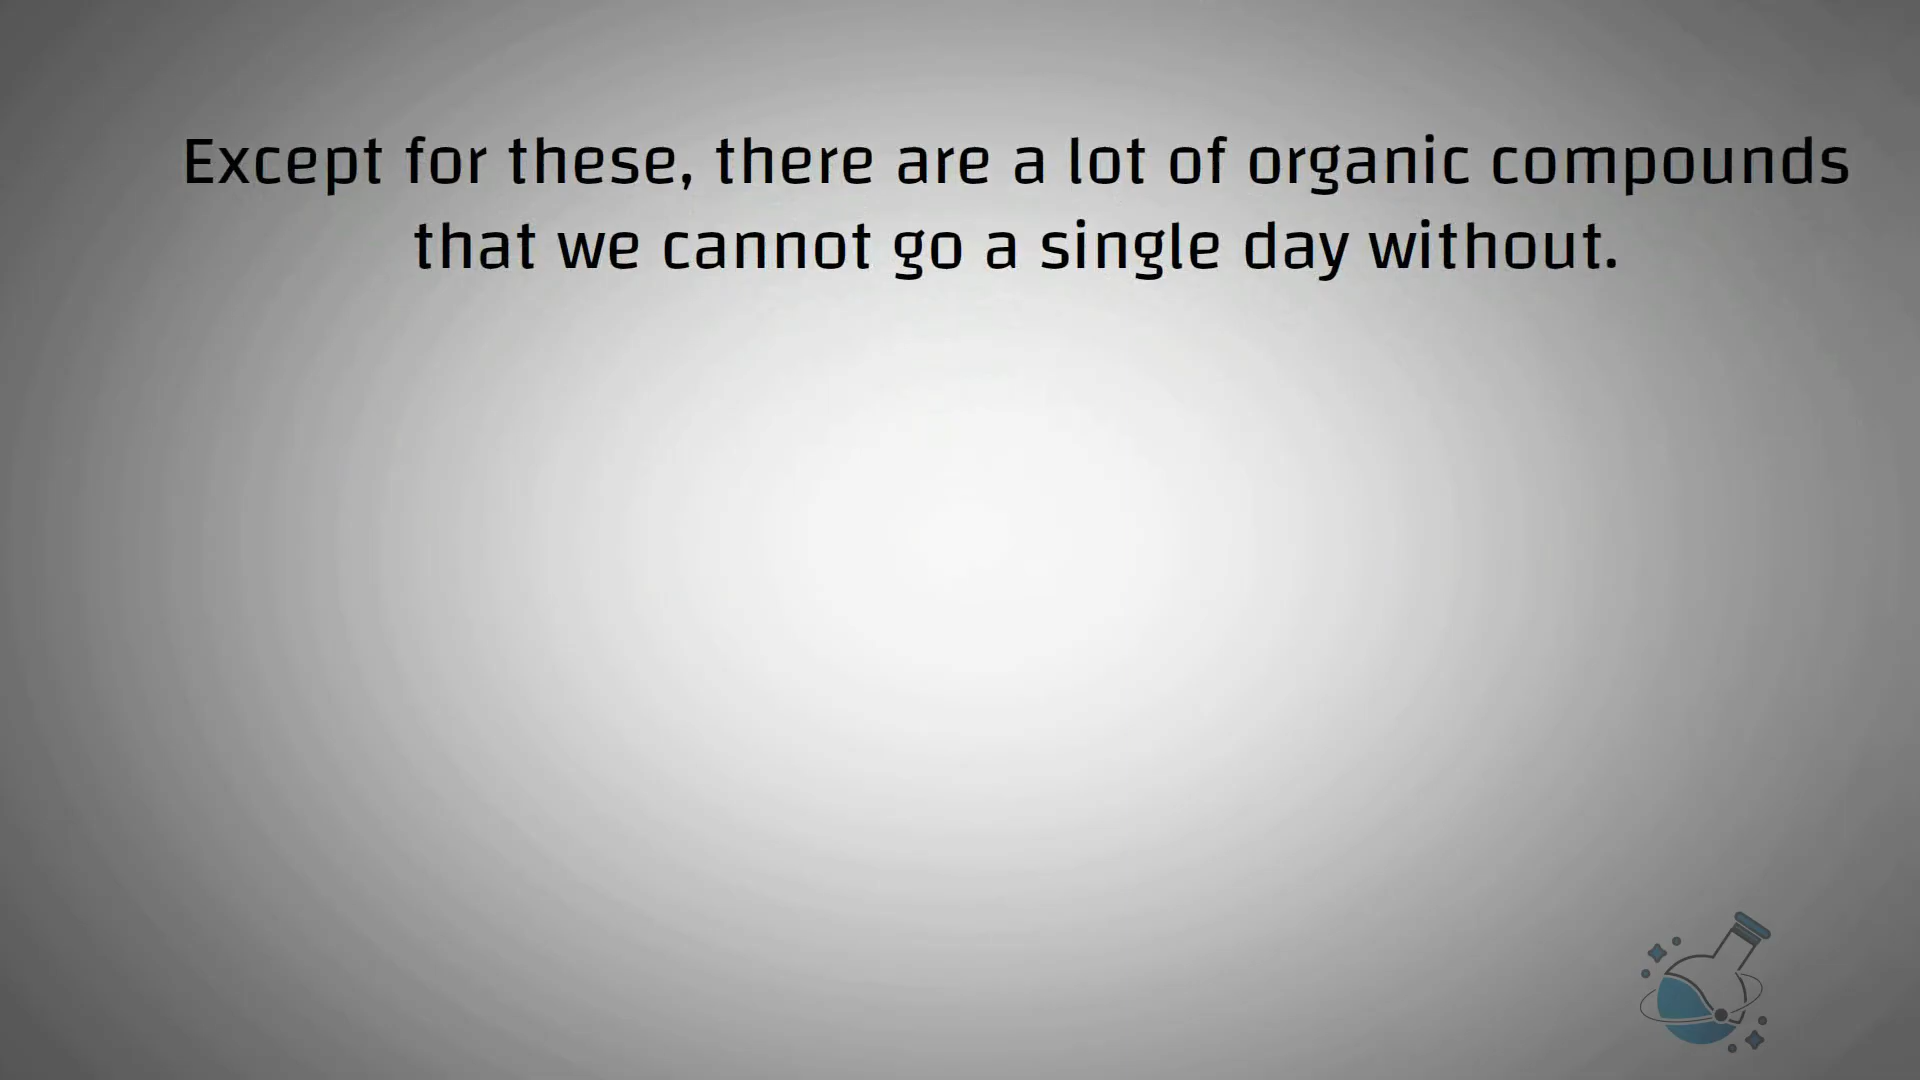 Except for these, there are a lot of organic compounds
that we cannot go a single day without.